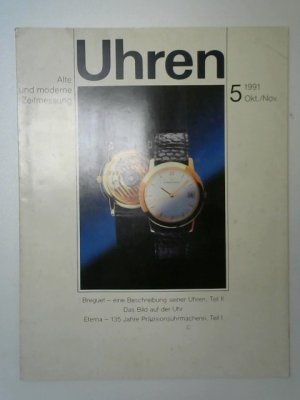 Uhren
Alte
und moderne
Zeitmessung
5 1991
Okt./Nov.
Breguet – eine Beschreibung seiner Uhren, Teil II
Das Bild auf der Uhr
Eterna – 135 Jahre Präzisionsuhrmacherei, Teil I